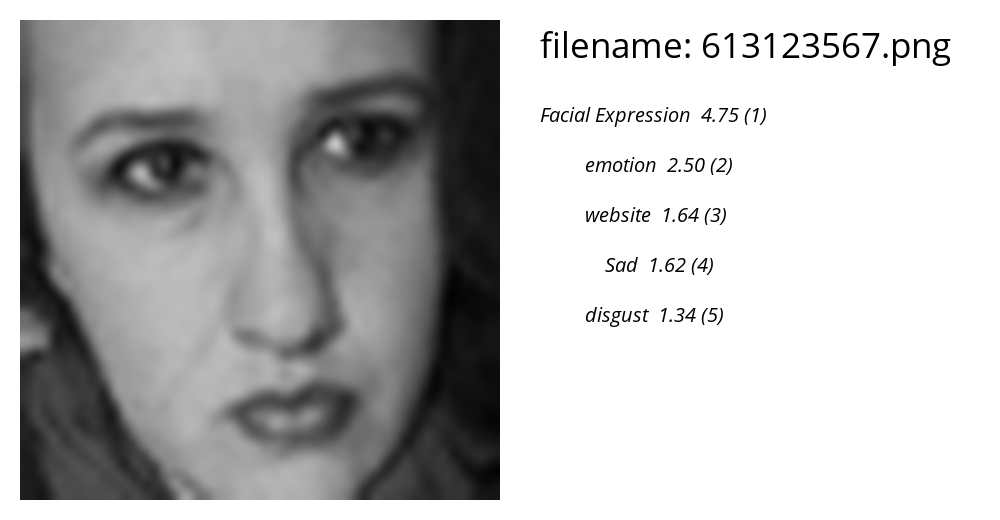 filename: 613123567.png
Facial Expression 4.75 (1)
emotion 2.50 (2)
website 1.64 (3)
Sad 1.62 (4)
disgust 1.34 (5)